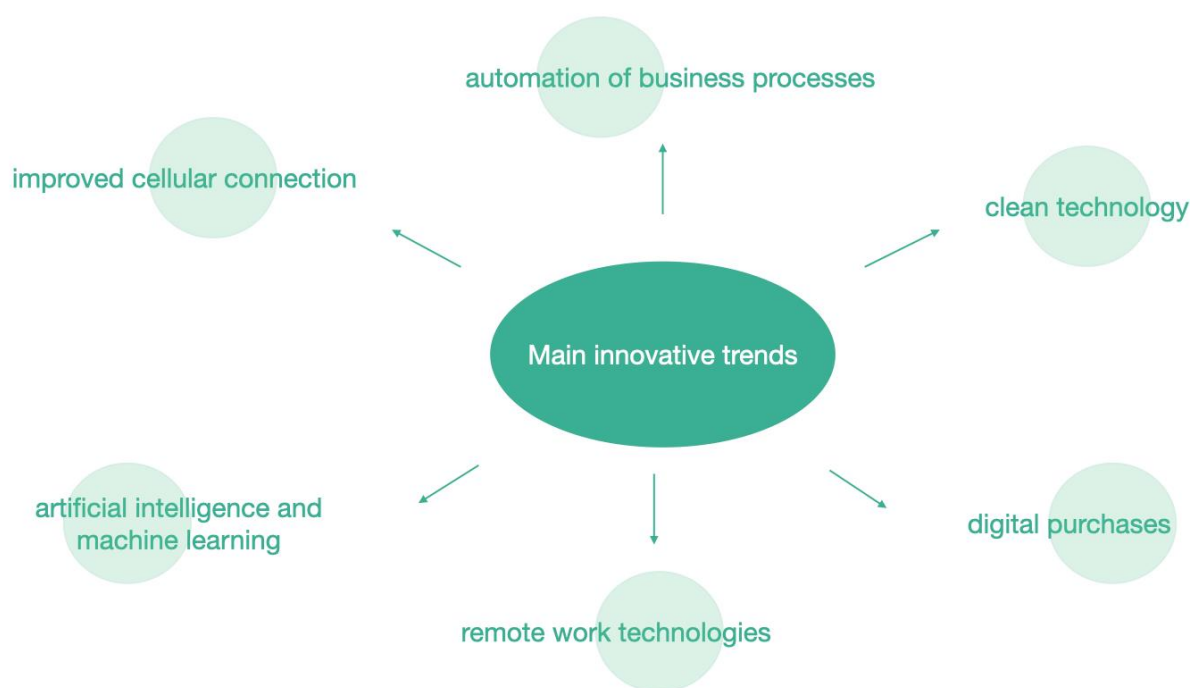 automation of business processes
improved cellular connection
clean technology
Main innovative trends
artificial intelligence and
machine learning
digital purchases
remote work technologies